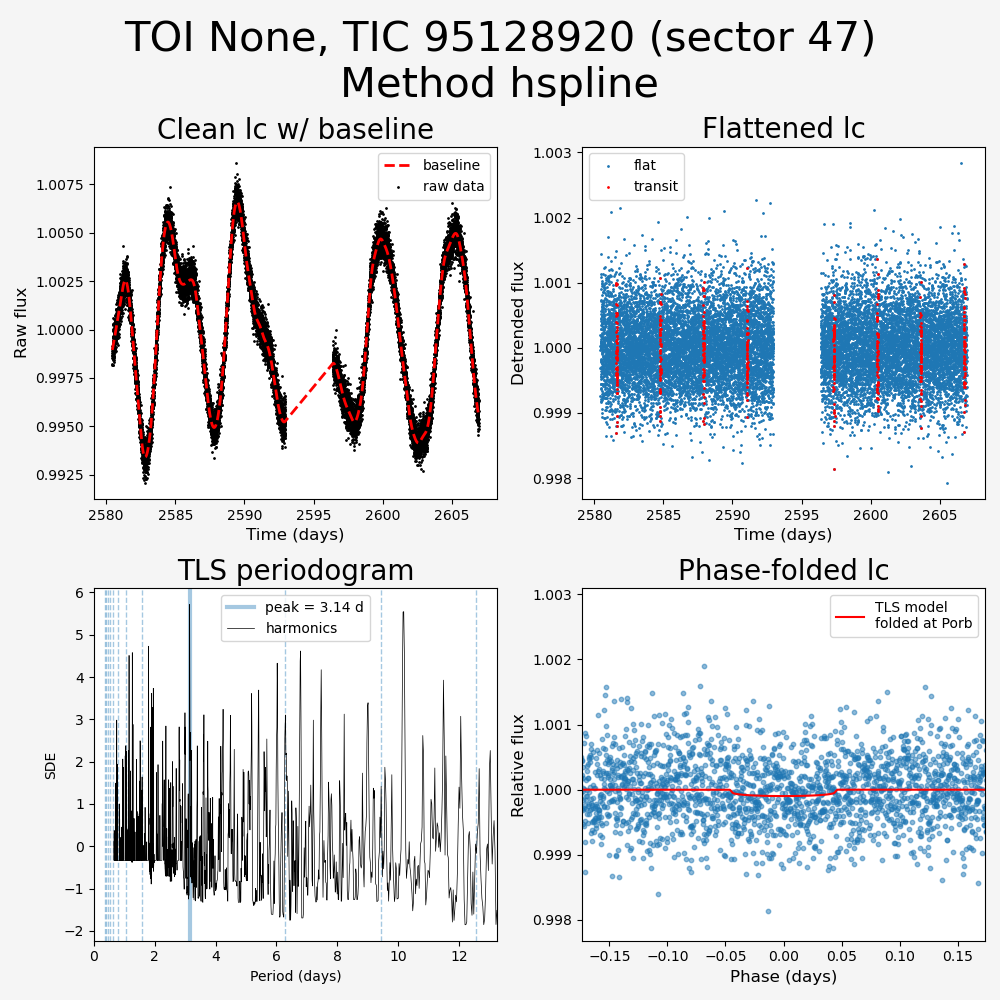 TOI None, TIC 95128920 (sector 47)
Method hspline
Clean lc w/ baseline
baseline
raw data
1.0075
1.0050
1.0025
1.0000
0.9975
0.9950
0.9925
Raw flux
2580
2585
2590
2595
2600
2605
Time (days)
Flattened lc
flat
transit
1.003
1.002
1.001
1.000
0.999
0.998
Detrended flux
2580
2585
2590
2595
2600
2605
Time (days)
TLS periodogram
peak = 3.14 d
harmonics
6
5
4
3
2
1
0
−1
−2
SDE
0
2
4
6
8
10
12
Period (days)
Phase-folded lc
TLS model
folded at Porb
1.003
1.002
1.001
1.000
0.999
0.998
Relative flux
−0.15
−0.10
−0.05
0.00
0.05
0.10
0.15
Phase (days)